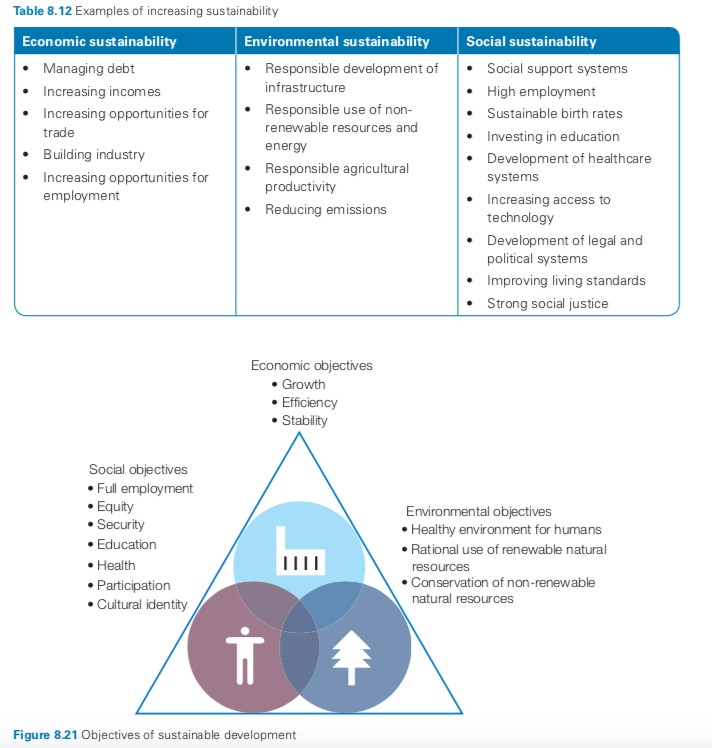 Table 8.12 Examples of increasing sustainability
Economic sustainability
• Managing debt
• Increasing incomes
• Increasing opportunities for
trade
• Building industry
• Increasing opportunities for
employment
Environmental sustainability
• Responsible development of
infrastructure
• Responsible use of non-
renewable resources and
energy
• Responsible agricultural
productivity
• Reducing emissions
Social sustainability
• Social support systems
• High employment
• Sustainable birth rates
• Investing in education
• Development of healthcare
systems
• Increasing access to
technology
• Development of legal and
political systems
• Improving living standards
• Strong social justice
Economic objectives
• Growth
• Efficiency
• Stability
Social objectives
• Full employment
• Equity
• Security
• Education
• Health
• Participation
• Cultural identity
Environmental objectives
• Healthy environment for humans
• Rational use of renewable natural
resources
• Conservation of non-renewable
natural resources
Figure 8.21 Objectives of sustainable development